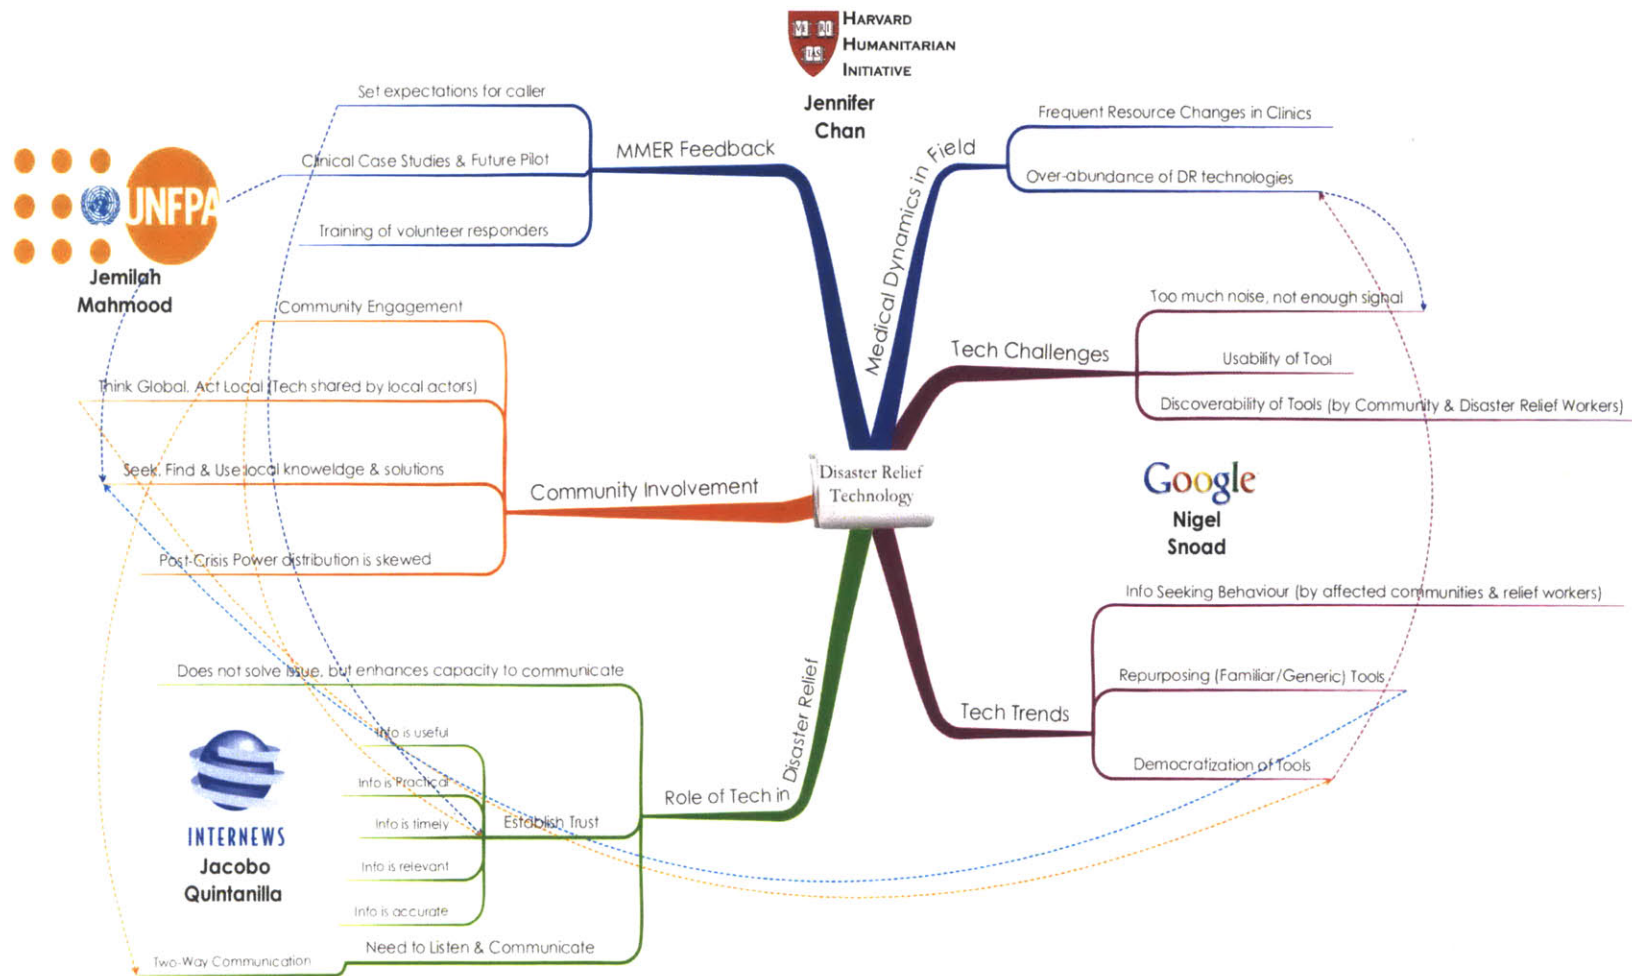 HARVARD
HUMANITARIAN
INITIATIVE
Jennifer
Chan
Set expectations for caller
Clinical Case Studies & Future Pilot
Training of volunteer responders
MMER Feedback
UNFPA
Jemilah
Mahmood
Medical Dynamics in Field
Frequent Resource Changes in Clinics
Over-abundance of DR technologies
Tech Challenges
Too much noise, not enough signal
Usability of Tool
Discoverability of Tools (by Community & Disaster Relief Workers)
Community Engagement
Think Global, Act Local (Tech shared by local actors)
Seek, Find & Use local knoweldge & solutions
Post-Crisis Power distribution is skewed
Community Involvement
Disaster Relief
Technology
Google
Nigel
Snoad
Tech Trends
Info Seeking Behaviour (by affected communities & relief workers)
Repurposing (Familiar/Generic) Tools
Democratization of Tools
Role of Tech in Disaster Relief
Does not solve issue, but enhances capacity to communicate
Establish Trust
Info is useful
Info is Practical
Info is timely
Info is relevant
Info is accurate
Need to Listen & Communicate
Two-Way Communication
INTERNEWS
Jacobo
Quintanilla